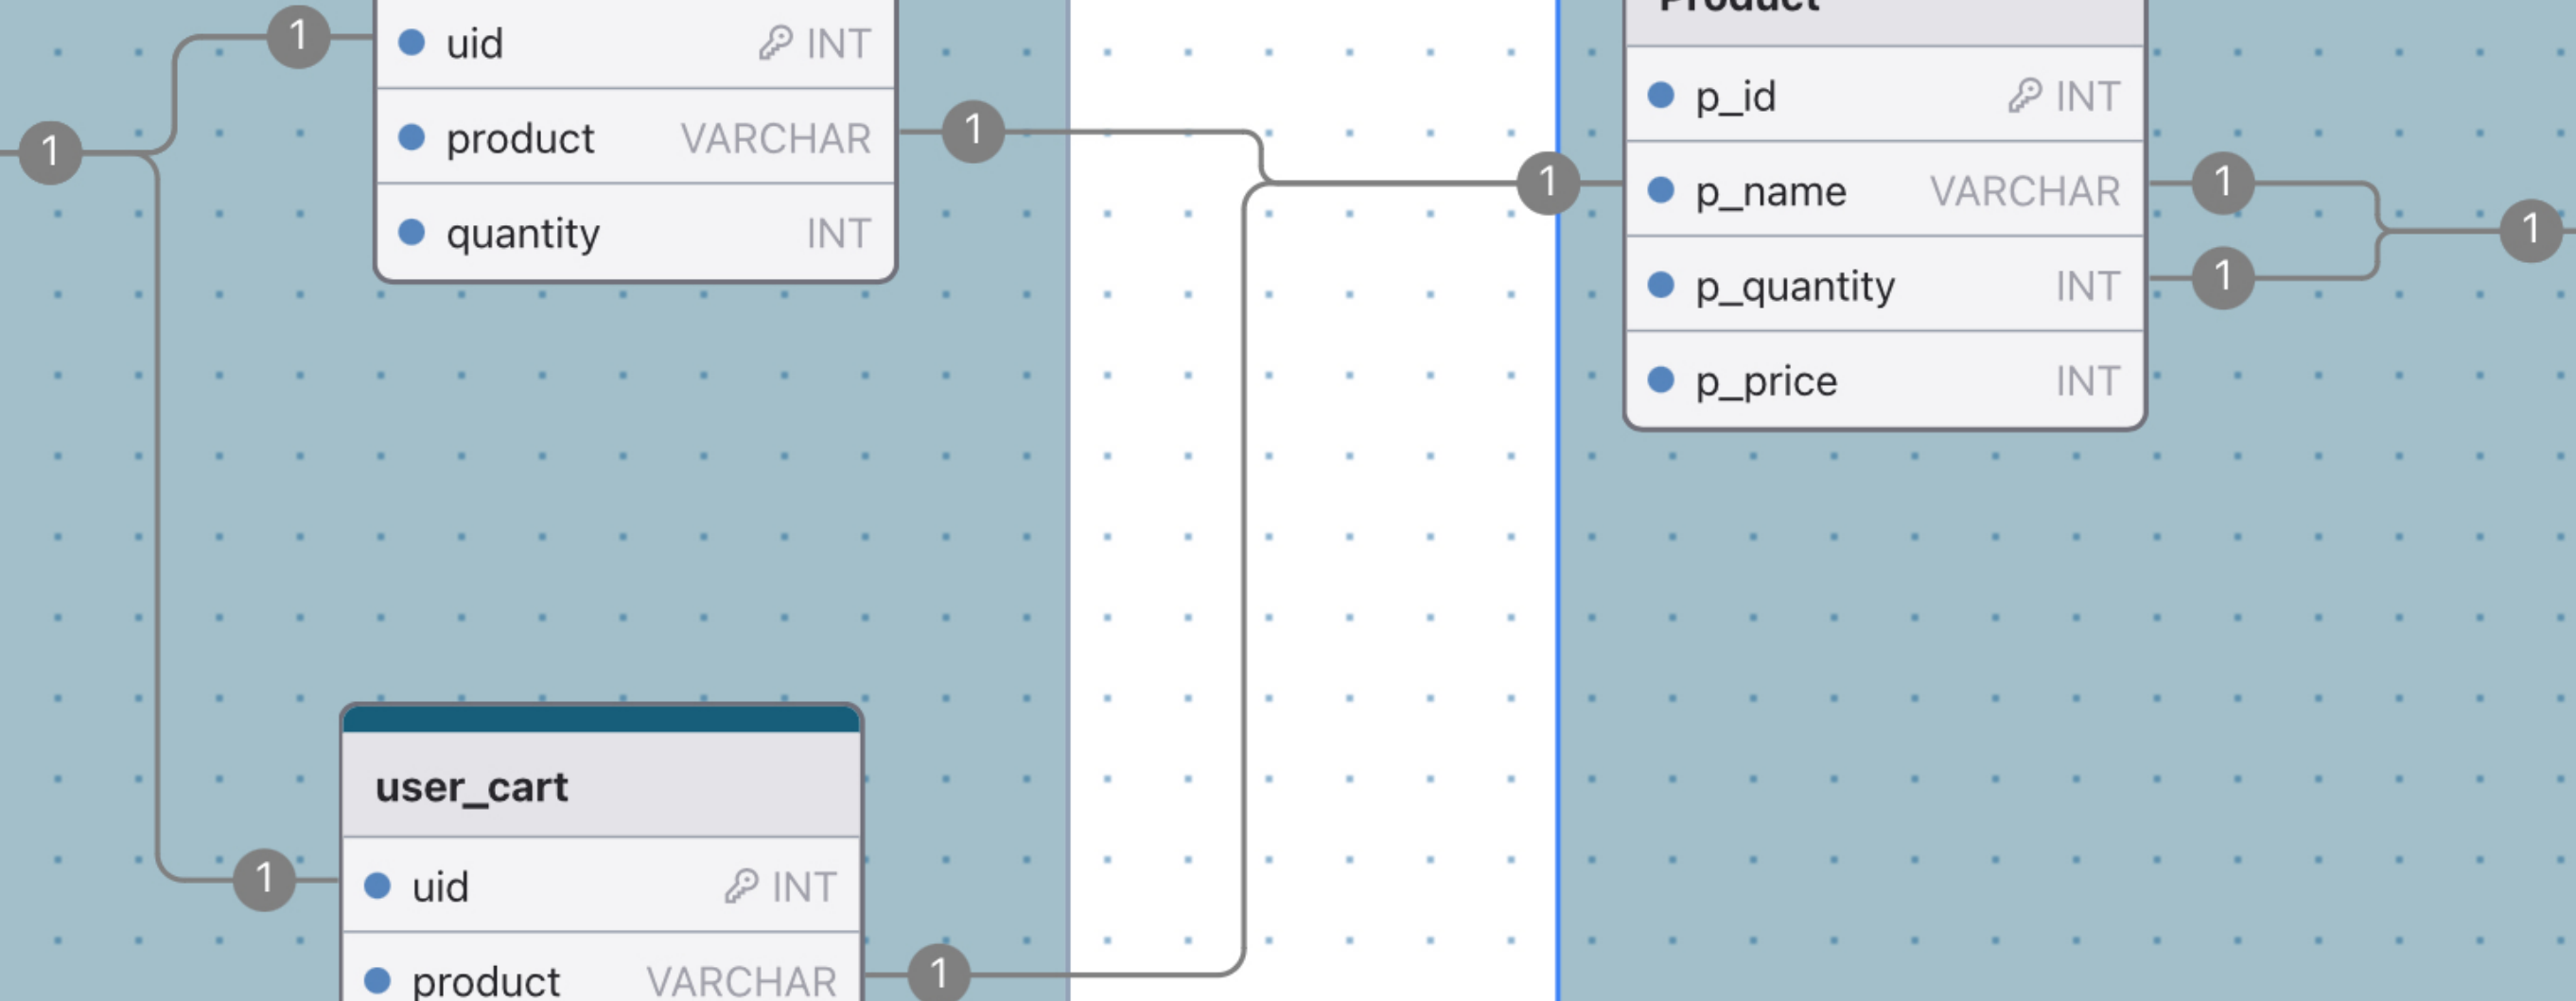 1
uid INT
1
product VARCHAR
1
quantity INT
Product
p_id INT
1
p_name VARCHAR
1
1
p_quantity INT
1
p_price INT
user_cart
1
uid INT
product VARCHAR
1